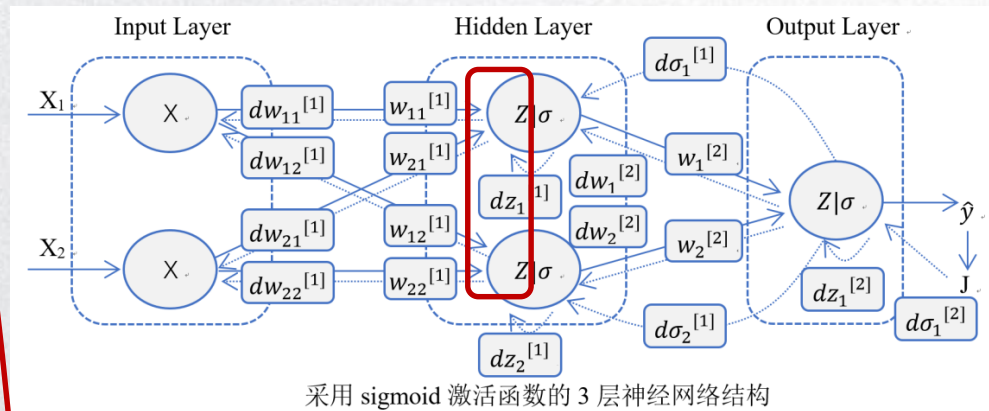 Input Layer
Hidden Layer
Output Layer
dσ₁^[1]
X₁
X
dw₁₁^[1]
w₁₁^[1]
Z|σ
dw₁₂^[1]
w₂₁^[1]
w₁^[2]
dz₁^[1]
dw₁^[2]
Z|σ
ŷ
X₂
X
dw₂₁^[1]
w₁₂^[1]
dw₂^[2]
w₂^[2]
dw₂₂^[1]
w₂₂^[1]
Z|σ
dz₁^[2]
J
dσ₁^[2]
dz₂^[1]
dσ₂^[1]
采用 sigmoid 激活函数的 3 层神经网络结构